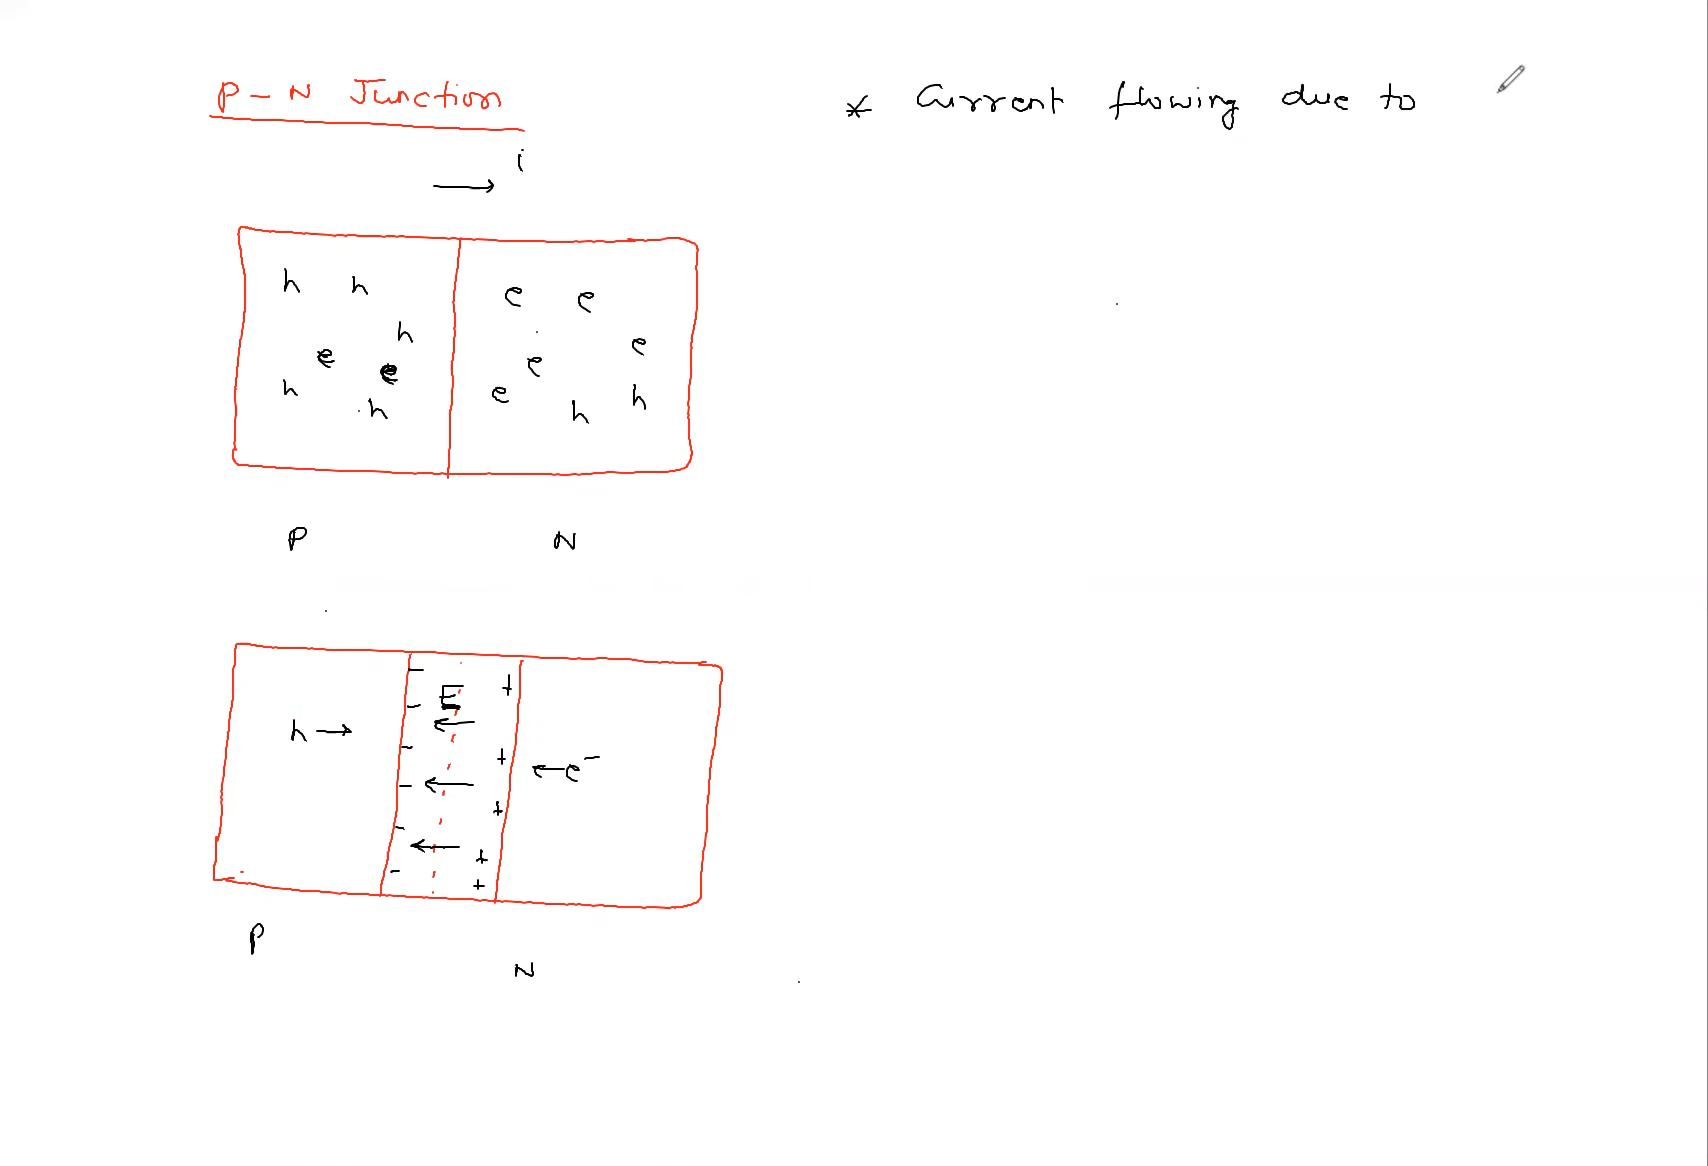 P - N Junction
* Current flowing due to
i
h h e e
h e
e e e
h e h
h h
P N
- E +
-
h →
- + ← e⁻
- +
- +
- +
P
N